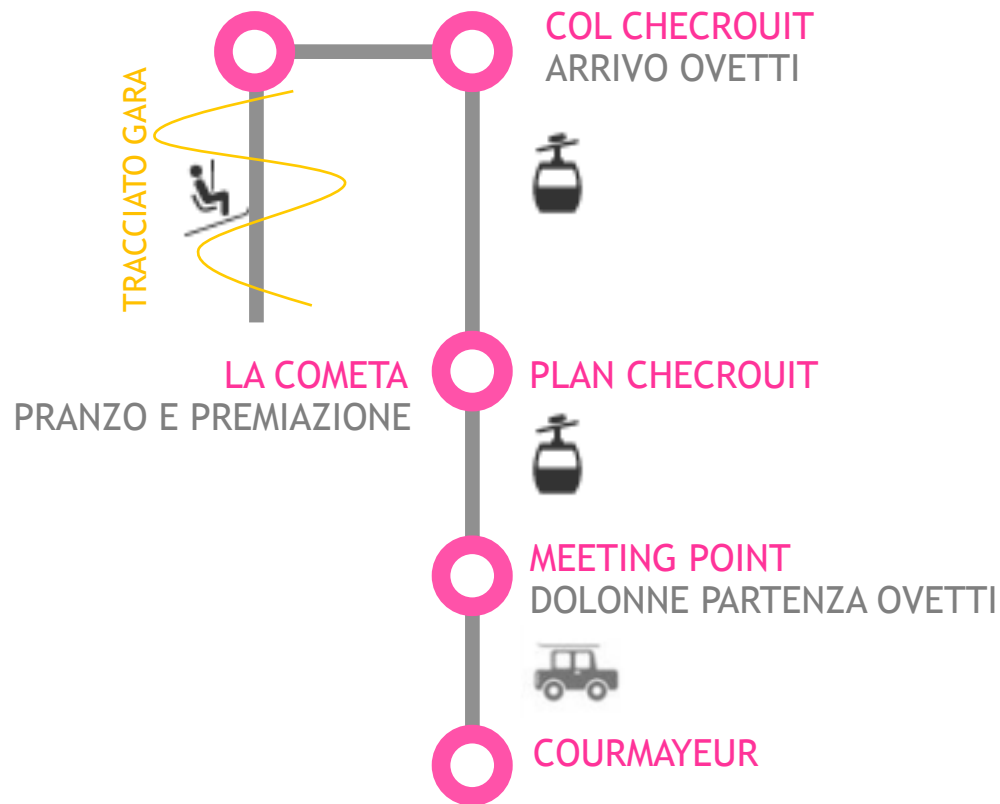 COL CHECROUIT
ARRIVO OVETTI
TRACCIATO GARA
LA COMETA
PRANZO E PREMIAZIONE
PLAN CHECROUIT
MEETING POINT
DOLONNE PARTENZA OVETTI
COURMAYEUR